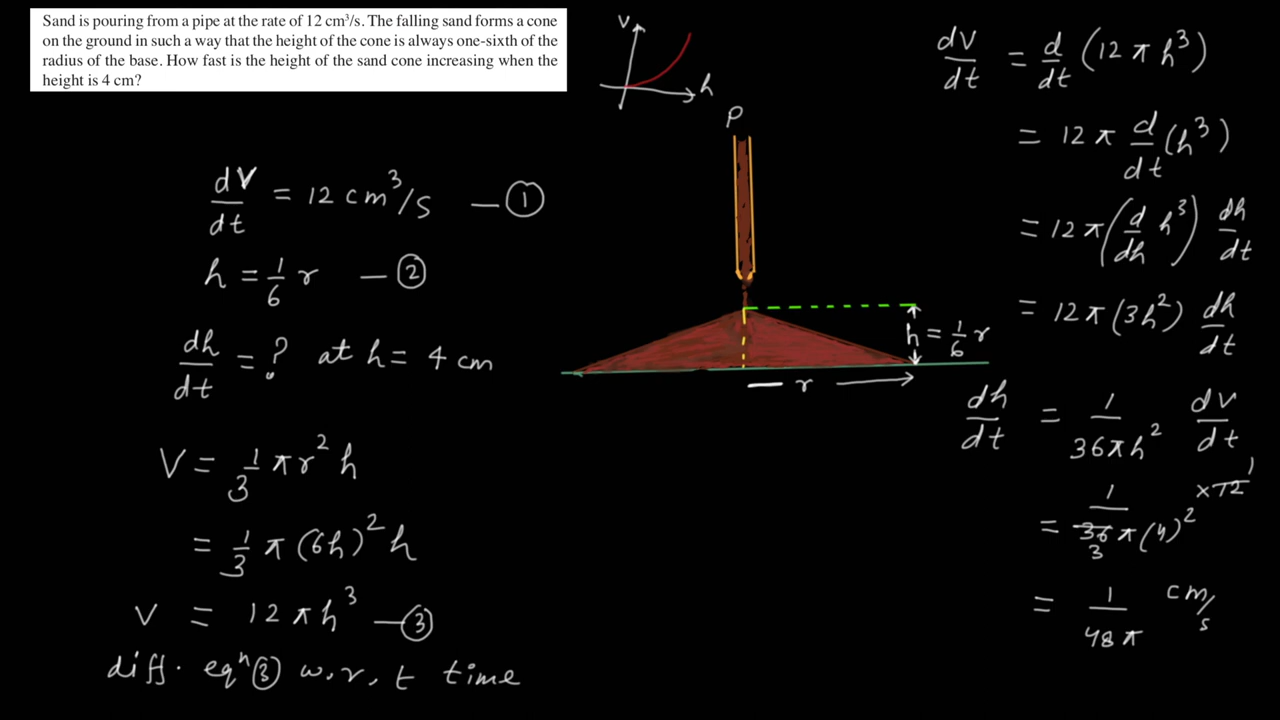 Sand is pouring from a pipe at the rate of 12 cm³/s. The falling sand forms a cone
on the ground in such a way that the height of the cone is always one-sixth of the
radius of the base. How fast is the height of the sand cone increasing when the
height is 4 cm?
dV/dt = 12 cm³/s — ①
h = 1/6 r — ②
dh/dt = ? at h = 4 cm
V = 1/3 π r² h
= 1/3 π (6h)² h
V = 12 π h³ — ③
diff. eqⁿ ③ w.r.t time
V
h
P
h = 1/6 r
r
dV/dt = d/dt (12 π h³)
= 12 π d/dt (h³)
= 12 π (d/dh h³) dh/dt
= 12 π (3h²) dh/dt
dh/dt = 1/36πh² dV/dt
= 1/36π(4)² × 12 1
3
= 1/48π cm/s